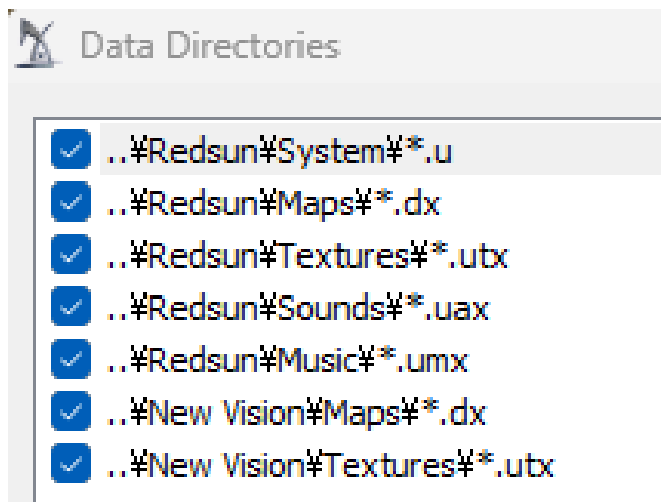 Data Directories
..¥Redsun¥System¥*.u
..¥Redsun¥Maps¥*.dx
..¥Redsun¥Textures¥*.utx
..¥Redsun¥Sounds¥*.uax
..¥Redsun¥Music¥*.umx
..¥New Vision¥Maps¥*.dx
..¥New Vision¥Textures¥*.utx